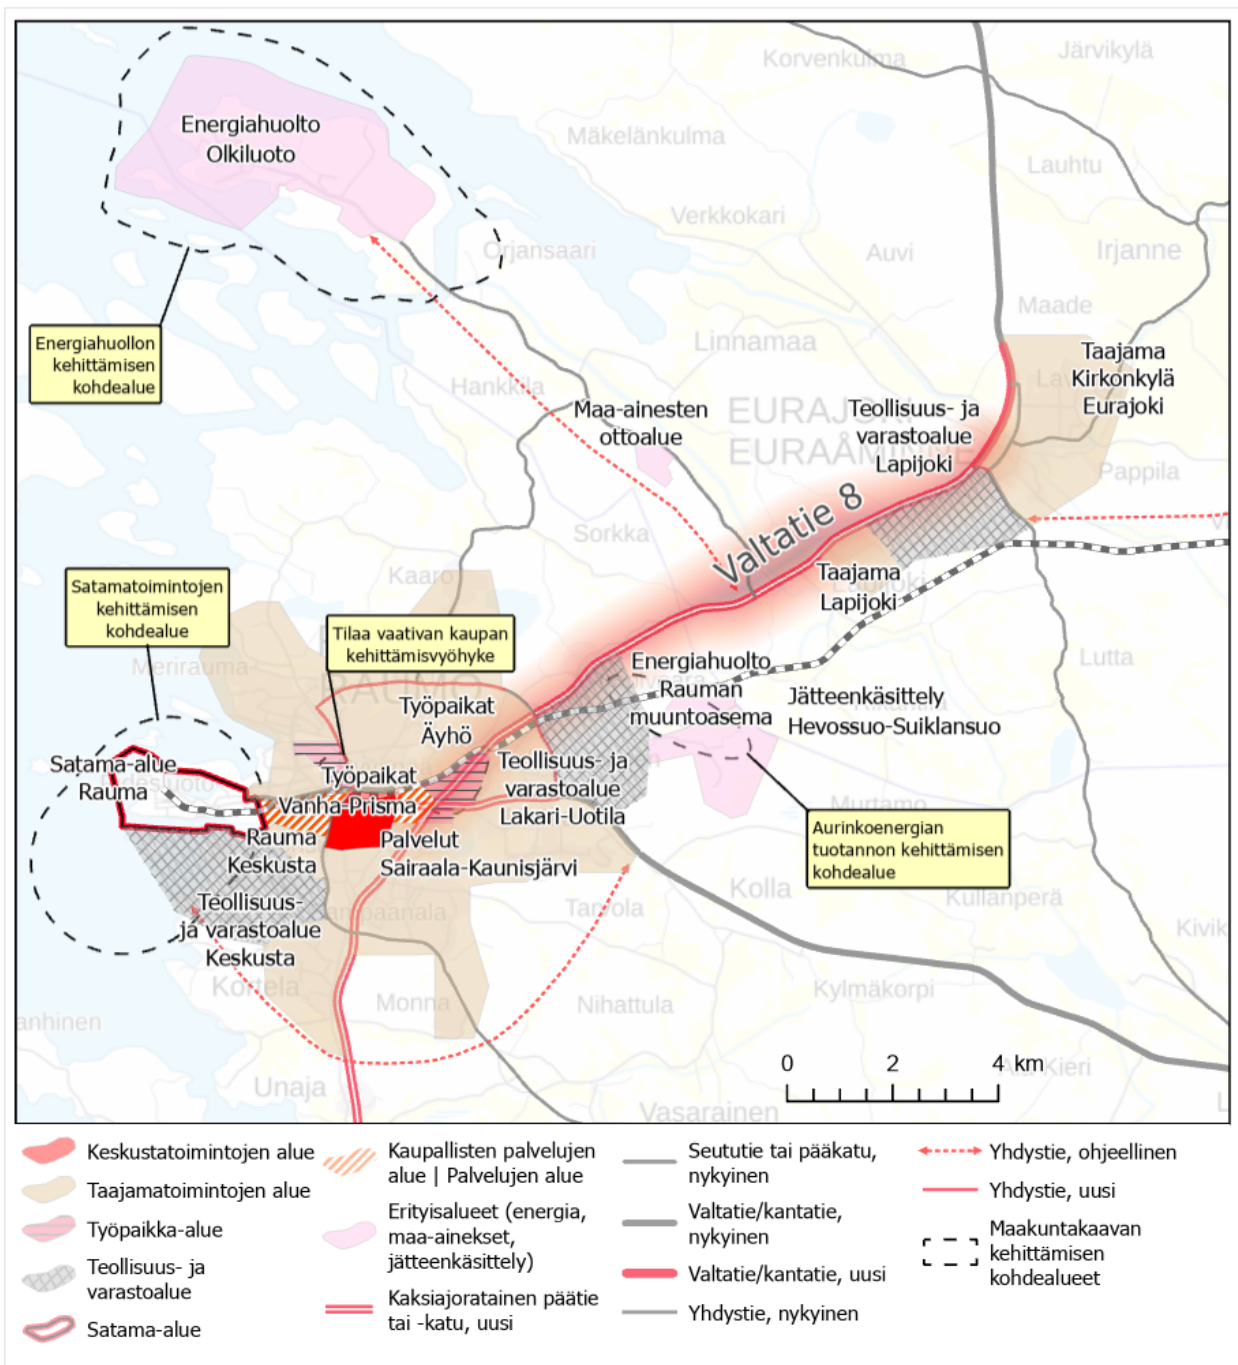 Korvenkulma
Järvikylä
Energiahuolto
Olkiluoto
Mäkelänkulma
Lauhtu
Verkkokari
Orjansaari
Auvi
Irjanne
Maade
Energiahuollon
kehittämisen
kohdealue
Linnamaa
Taajama
Kirkonkylä
Eurajoki
Hankkila
Maa-ainesten
ottoalue
EURAJOKI
EURAÅMINNE
Teollisuus- ja
varastoalue
Lapijoki
Pappila
Valtatie 8
Sorkka
Kaaro
Taajama
Lapijoki
Satamatoimintojen
kehittämisen
kohdealue
Tilaa vaativan kaupan
kehittämisvyöhyke
Merirauma
RAUMO
Lutta
Energiahuolto
Rauman
muuntoasema
Jätteenkäsittely
Hevossuo-Suiklansuo
Työpaikat
Äyhö
Satama-alue
Rauma
Työpaikat
Vanha-Prisma
Teollisuus- ja
varastoalue
Lakari-Uotila
Murtamo
Aurinkoenergian
tuotannon kehittämisen
kohdealue
Rauma
Keskusta
Palvelut
Sairaala-Kaunisjärvi
Kolla
Kullanperä
Teollisuus-
ja varastoalue
Keskusta
Tarvola
Kivik
Kortela
Monna
Nihattula
Kylmäkorpi
anhinen
Unaja
Vasarainen
Ala-Kieri
0 2 4 km
Keskustatoimintojen alue
Taajamatoimintojen alue
Työpaikka-alue
Teollisuus- ja
varastoalue
Satama-alue
Kaupallisten palvelujen
alue | Palvelujen alue
Erityisalueet (energia,
maa-ainekset,
jätteenkäsittely)
Kaksiajoratainen päätie
tai -katu, uusi
Seututie tai pääkatu,
nykyinen
Valtatie/kantatie,
nykyinen
Valtatie/kantatie, uusi
Yhdystie, nykyinen
Yhdystie, ohjeellinen
Yhdystie, uusi
Maakuntakaavan
kehittämisen
kohdealueet